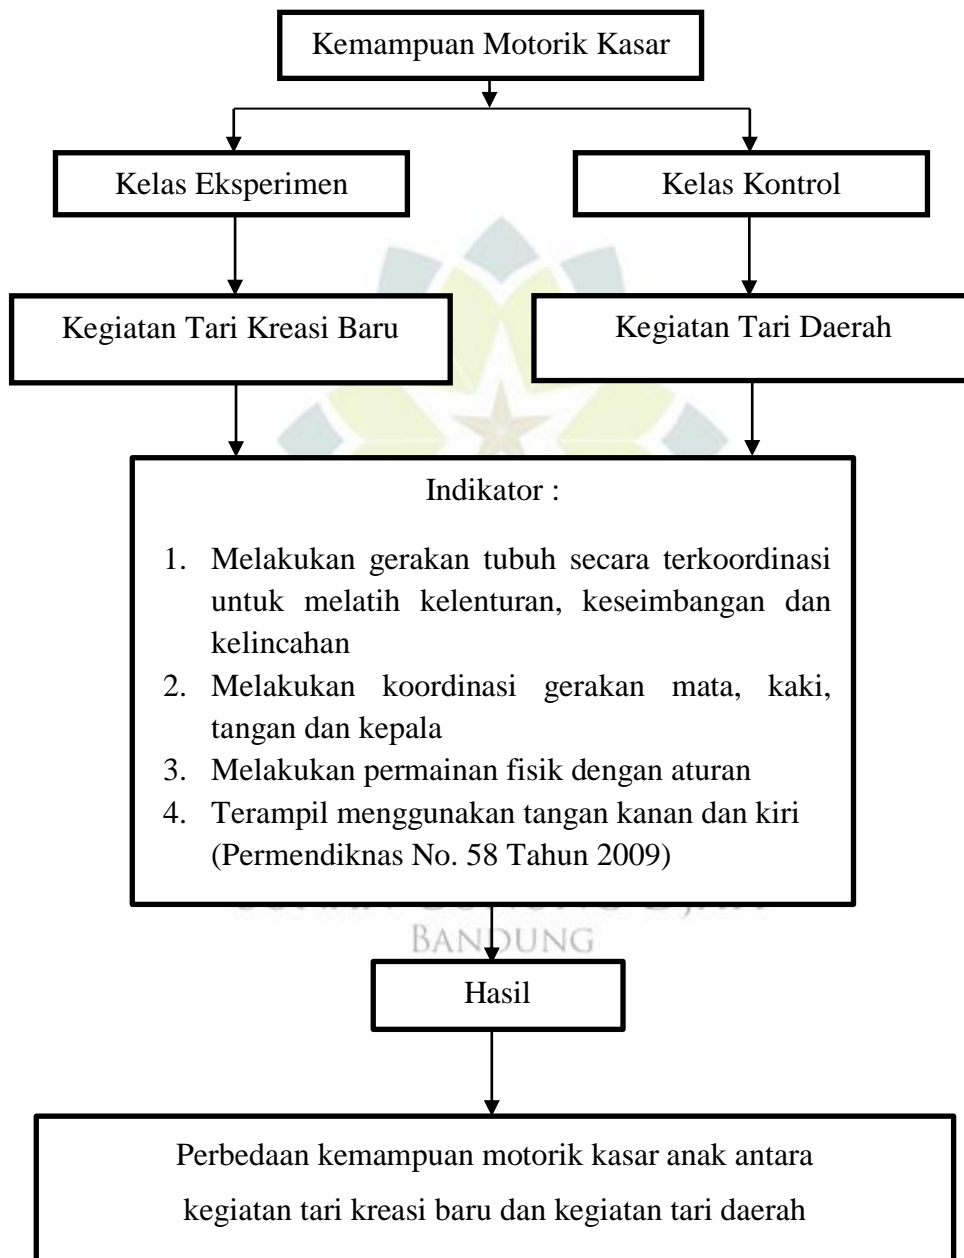 Kemampuan Motorik Kasar
Kelas Eksperimen
Kelas Kontrol
Kegiatan Tari Kreasi Baru
Kegiatan Tari Daerah
Indikator :
1. Melakukan gerakan tubuh secara terkoordinasi
untuk melatih kelenturan, keseimbangan dan
kelincahan
2. Melakukan koordinasi gerakan mata, kaki,
tangan dan kepala
3. Melakukan permainan fisik dengan aturan
4. Terampil menggunakan tangan kanan dan kiri
(Permendiknas No. 58 Tahun 2009)
BANDUNG
Hasil
Perbedaan kemampuan motorik kasar anak antara
kegiatan tari kreasi baru dan kegiatan tari daerah